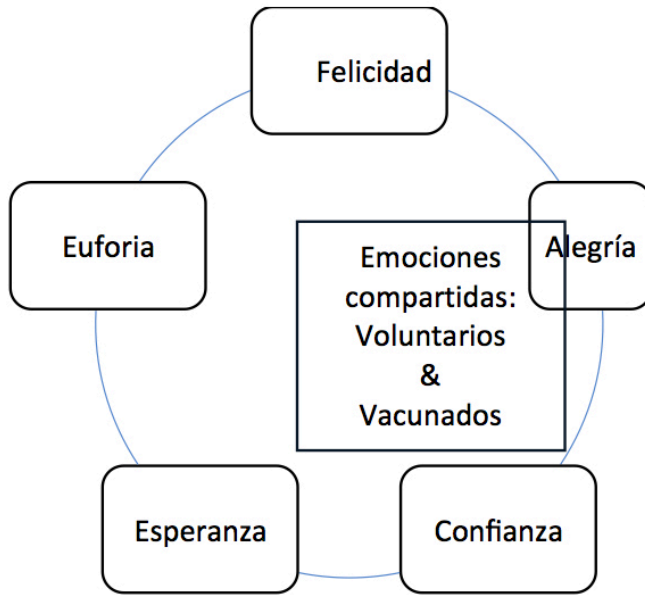 Felicidad
Euforia
Alegría
Emociones
compartidas:
Voluntarios
&
Vacunados
Esperanza
Confianza